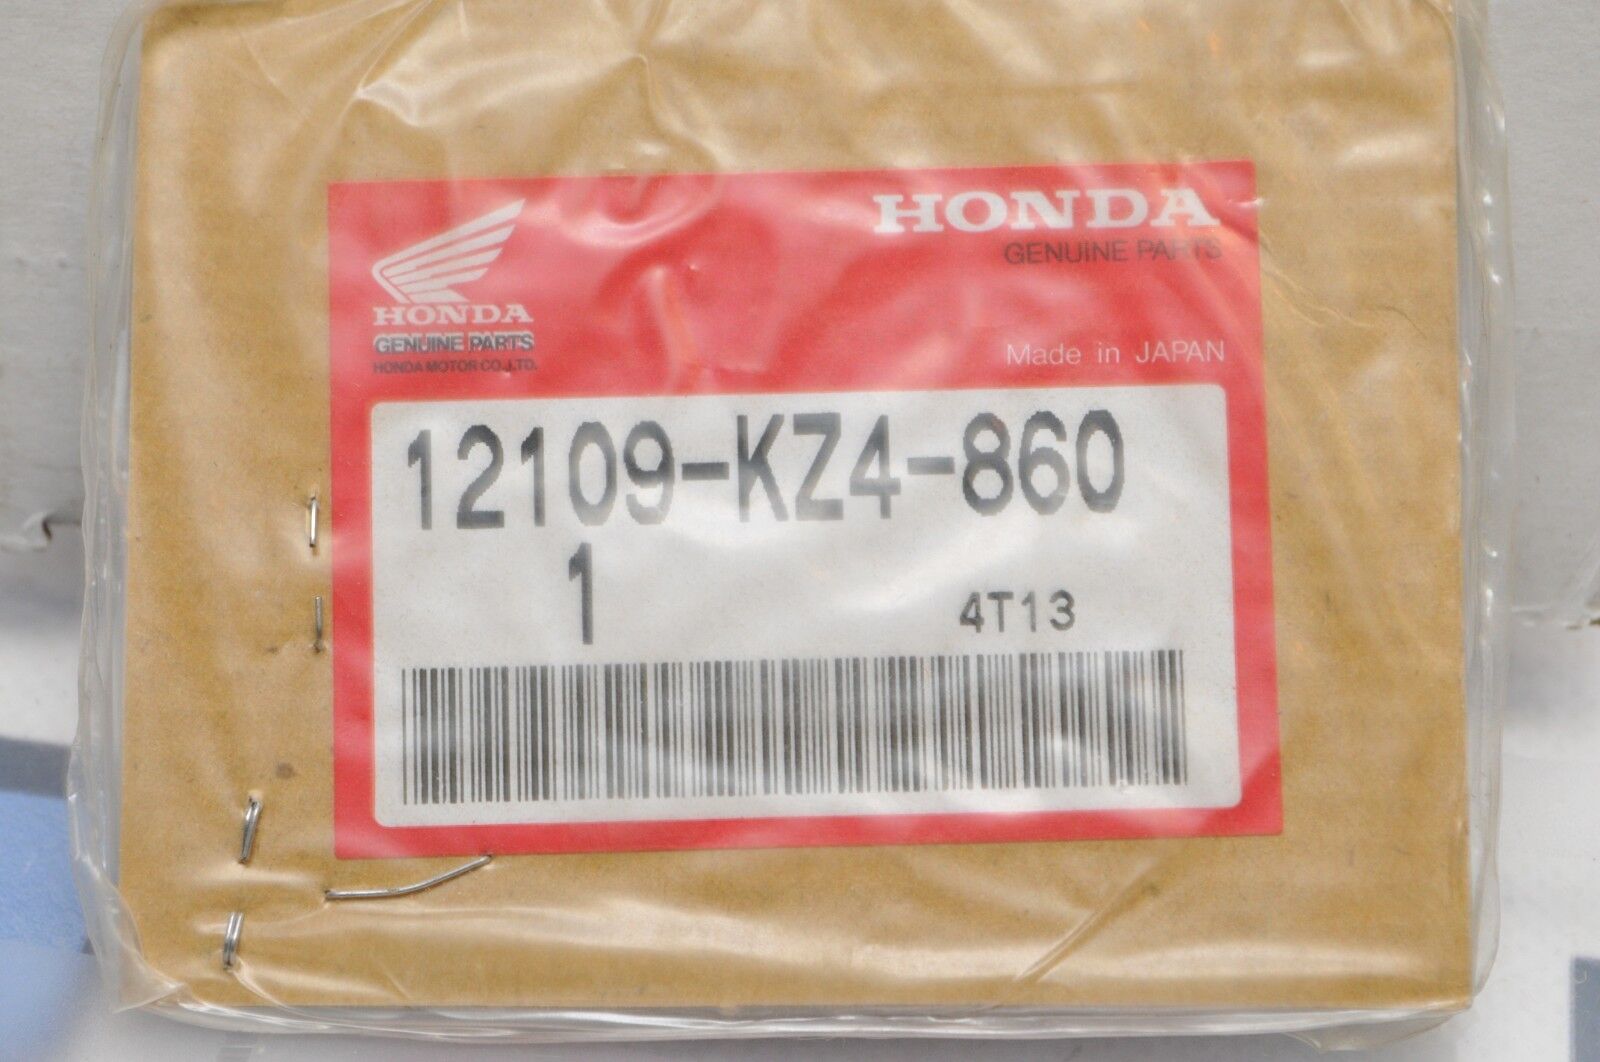 HONDA
GENUINE PARTS
HONDA
GENUINE PARTS
HONDA MOTOR CO.,LTD.
Made in JAPAN
12109-KZ4-860
1
4T13